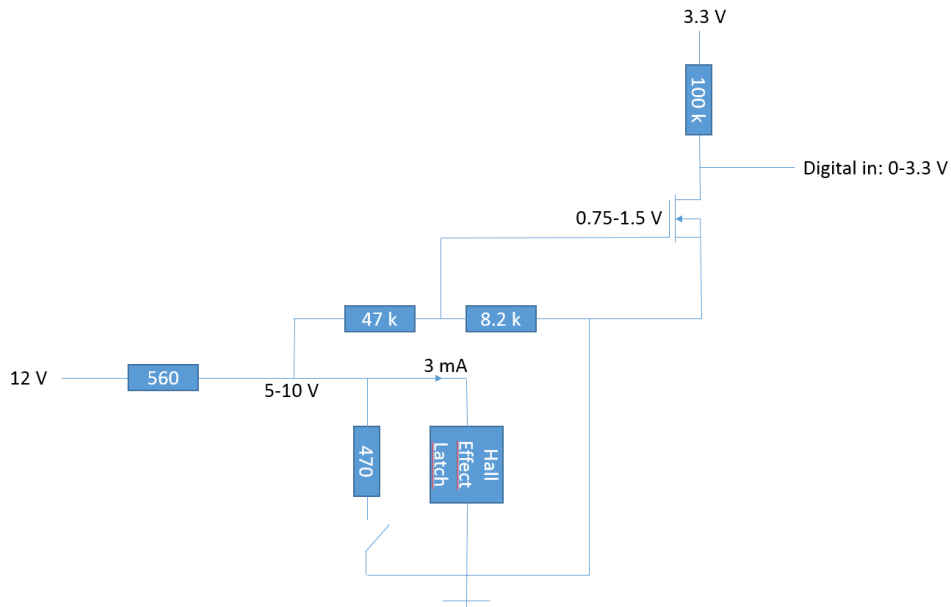 3.3 V
100 k
Digital in: 0-3.3 V
0.75-1.5 V
47 k
8.2 k
12 V
560
5-10 V
3 mA
470
Hall
Effect
Latch